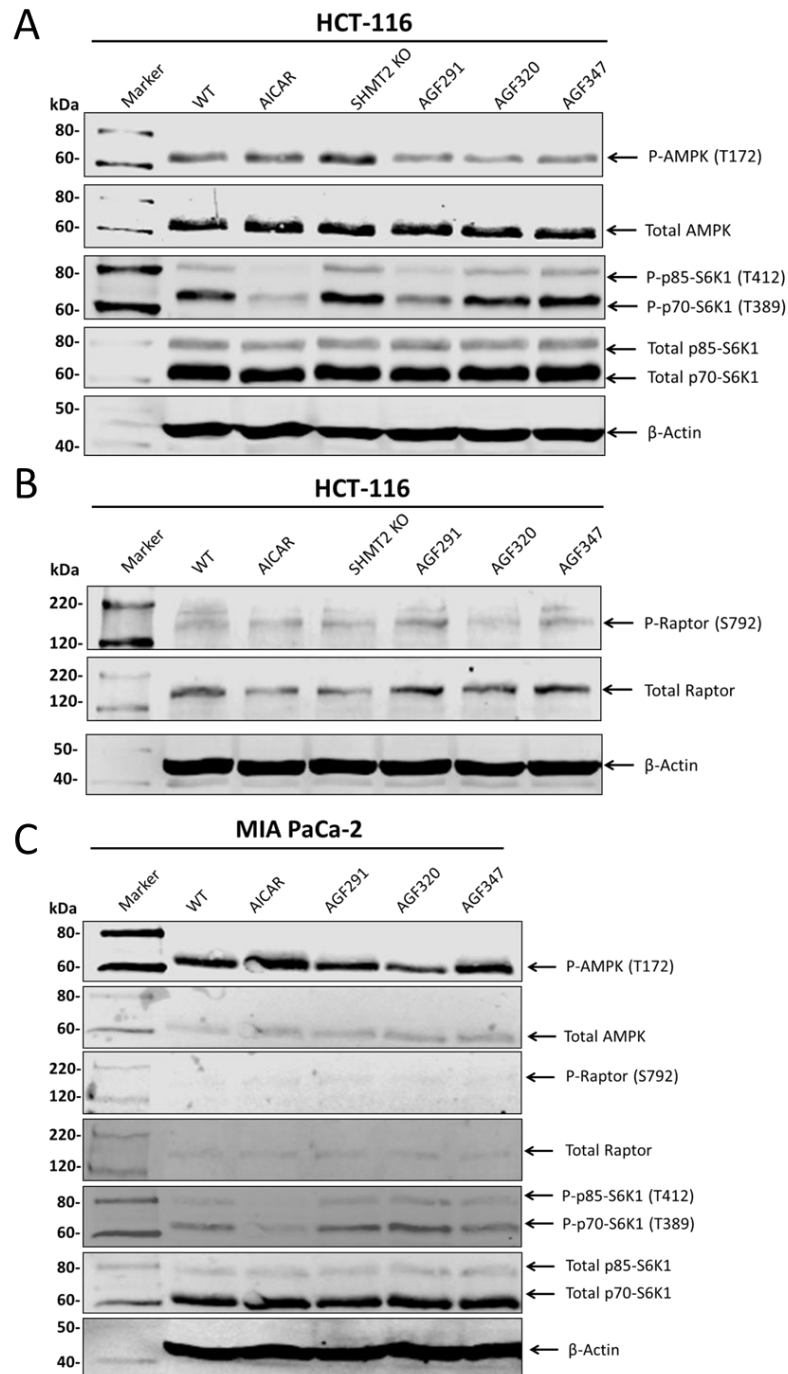 A
HCT-116
kDa Marker WT AICAR SHMT2 KO AGF291 AGF320 AGF347
80-
60- P-AMPK (T172)
80-
60- Total AMPK
80- P-p85-S6K1 (T412)
60- P-p70-S6K1 (T389)
80- Total p85-S6K1
60- Total p70-S6K1
50-
40- β-Actin
B
HCT-116
kDa Marker WT AICAR SHMT2 KO AGF291 AGF320 AGF347
220-
120- P-Raptor (S792)
220-
120- Total Raptor
50-
40- β-Actin
C
MIA PaCa-2
kDa Marker WT AICAR AGF291 AGF320 AGF347
80-
60- P-AMPK (T172)
80-
60- Total AMPK
220- P-Raptor (S792)
120-
220- Total Raptor
120-
80- P-p85-S6K1 (T412)
60- P-p70-S6K1 (T389)
80- Total p85-S6K1
60- Total p70-S6K1
50-
40- β-Actin